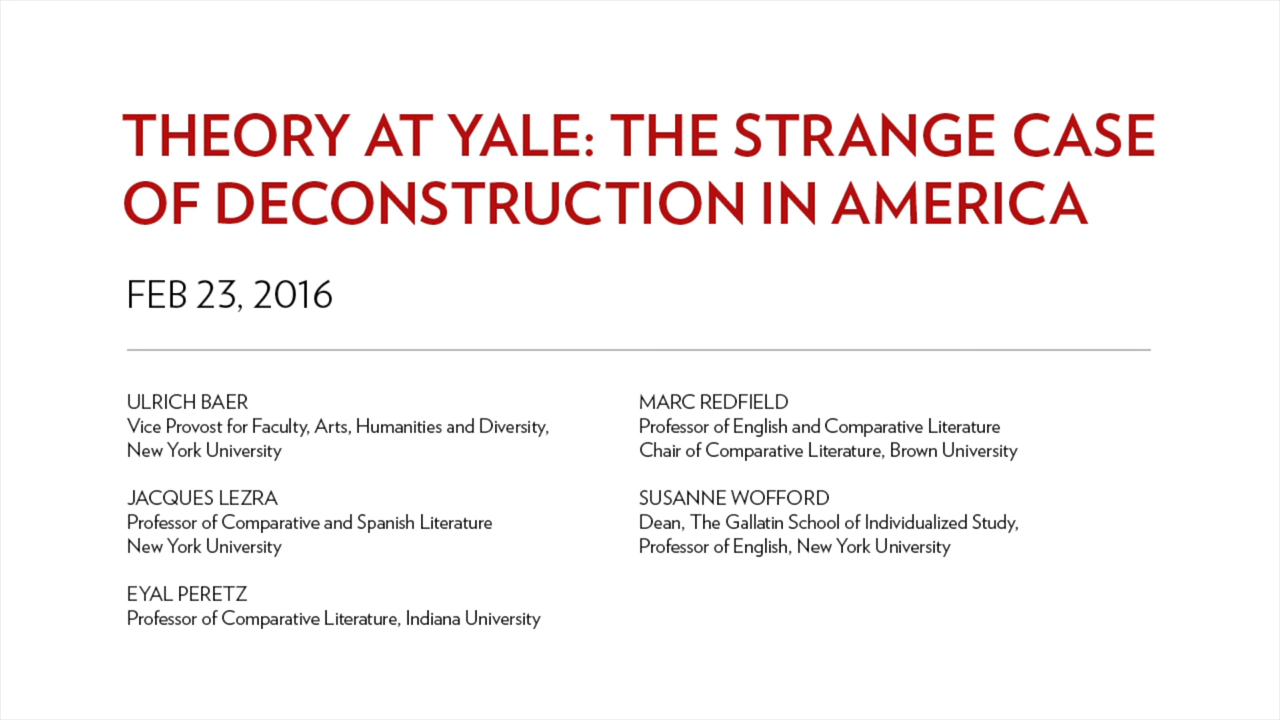 THEORY AT YALE: THE STRANGE CASE
OF DECONSTRUCTION IN AMERICA
FEB 23, 2016
ULRICH BAER
Vice Provost for Faculty, Arts, Humanities and Diversity,
New York University
JACQUES LEZRA
Professor of Comparative and Spanish Literature
New York University
EYAL PERETZ
Professor of Comparative Literature, Indiana University
MARC REDFIELD
Professor of English and Comparative Literature
Chair of Comparative Literature, Brown University
SUSANNE WOFFORD
Dean, The Gallatin School of Individualized Study,
Professor of English, New York University